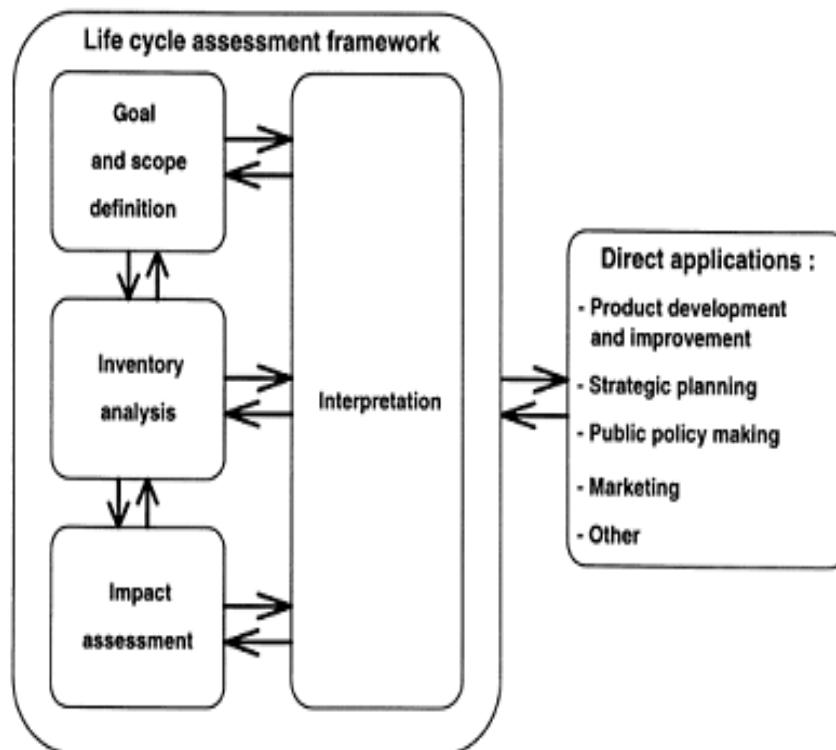 Life cycle assessment framework
Goal
and scope
definition
Inventory
analysis
Impact
assessment
Interpretation
Direct applications :
- Product development
and improvement
- Strategic planning
- Public policy making
- Marketing
- Other